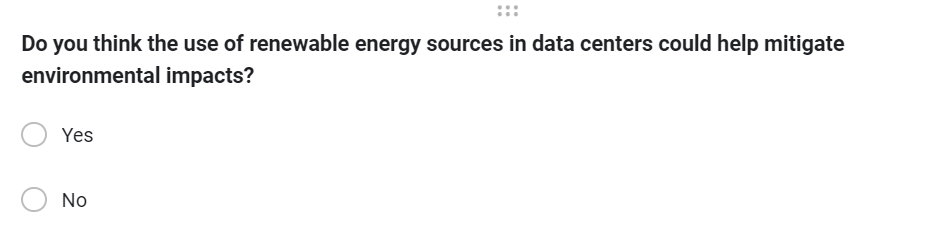 Do you think the use of renewable energy sources in data centers could help mitigate
environmental impacts?
Yes
No